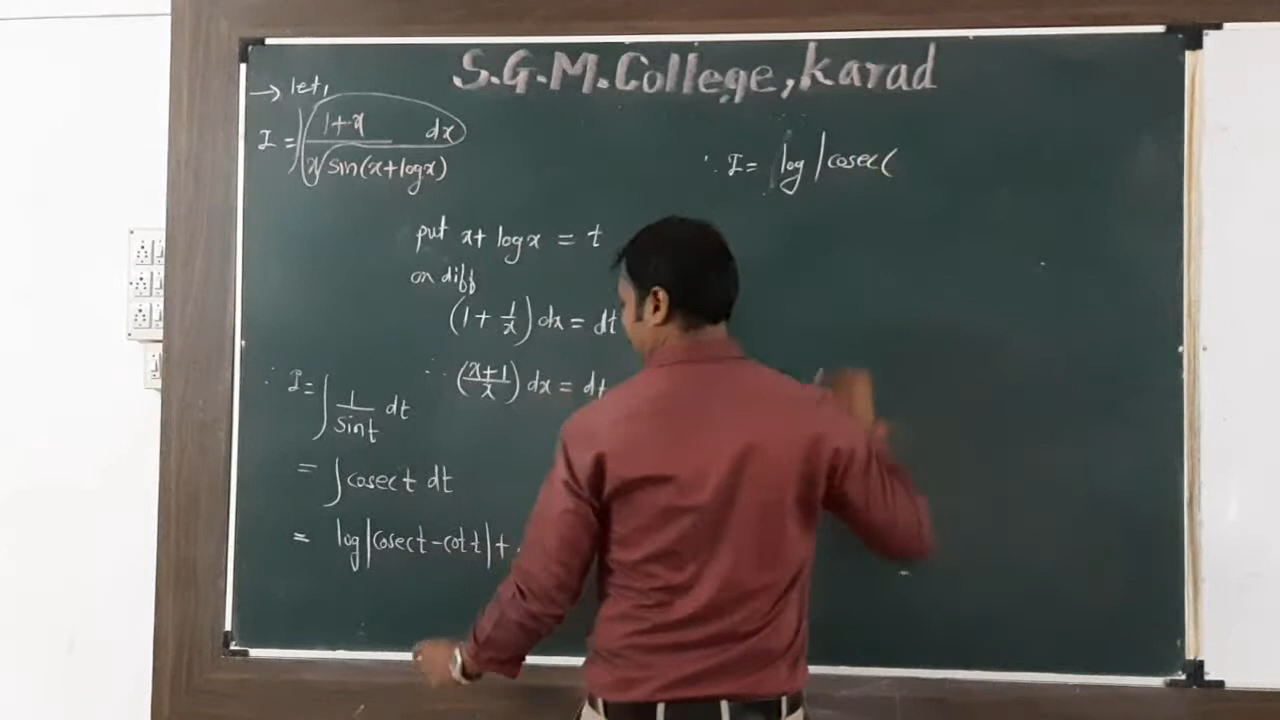 S.G.M. College, Karad
→ let,
I = ∫ 1+x dx / x sin(x+logx)
put x+ logx = t
on diff
(1 + 1/x) dx = dt
∴ (x+1/x) dx = dt
∴ I = ∫ 1/sint dt
= ∫ cosec t dt
= log|cosect - cot t| +
∴ I = log|cosec(